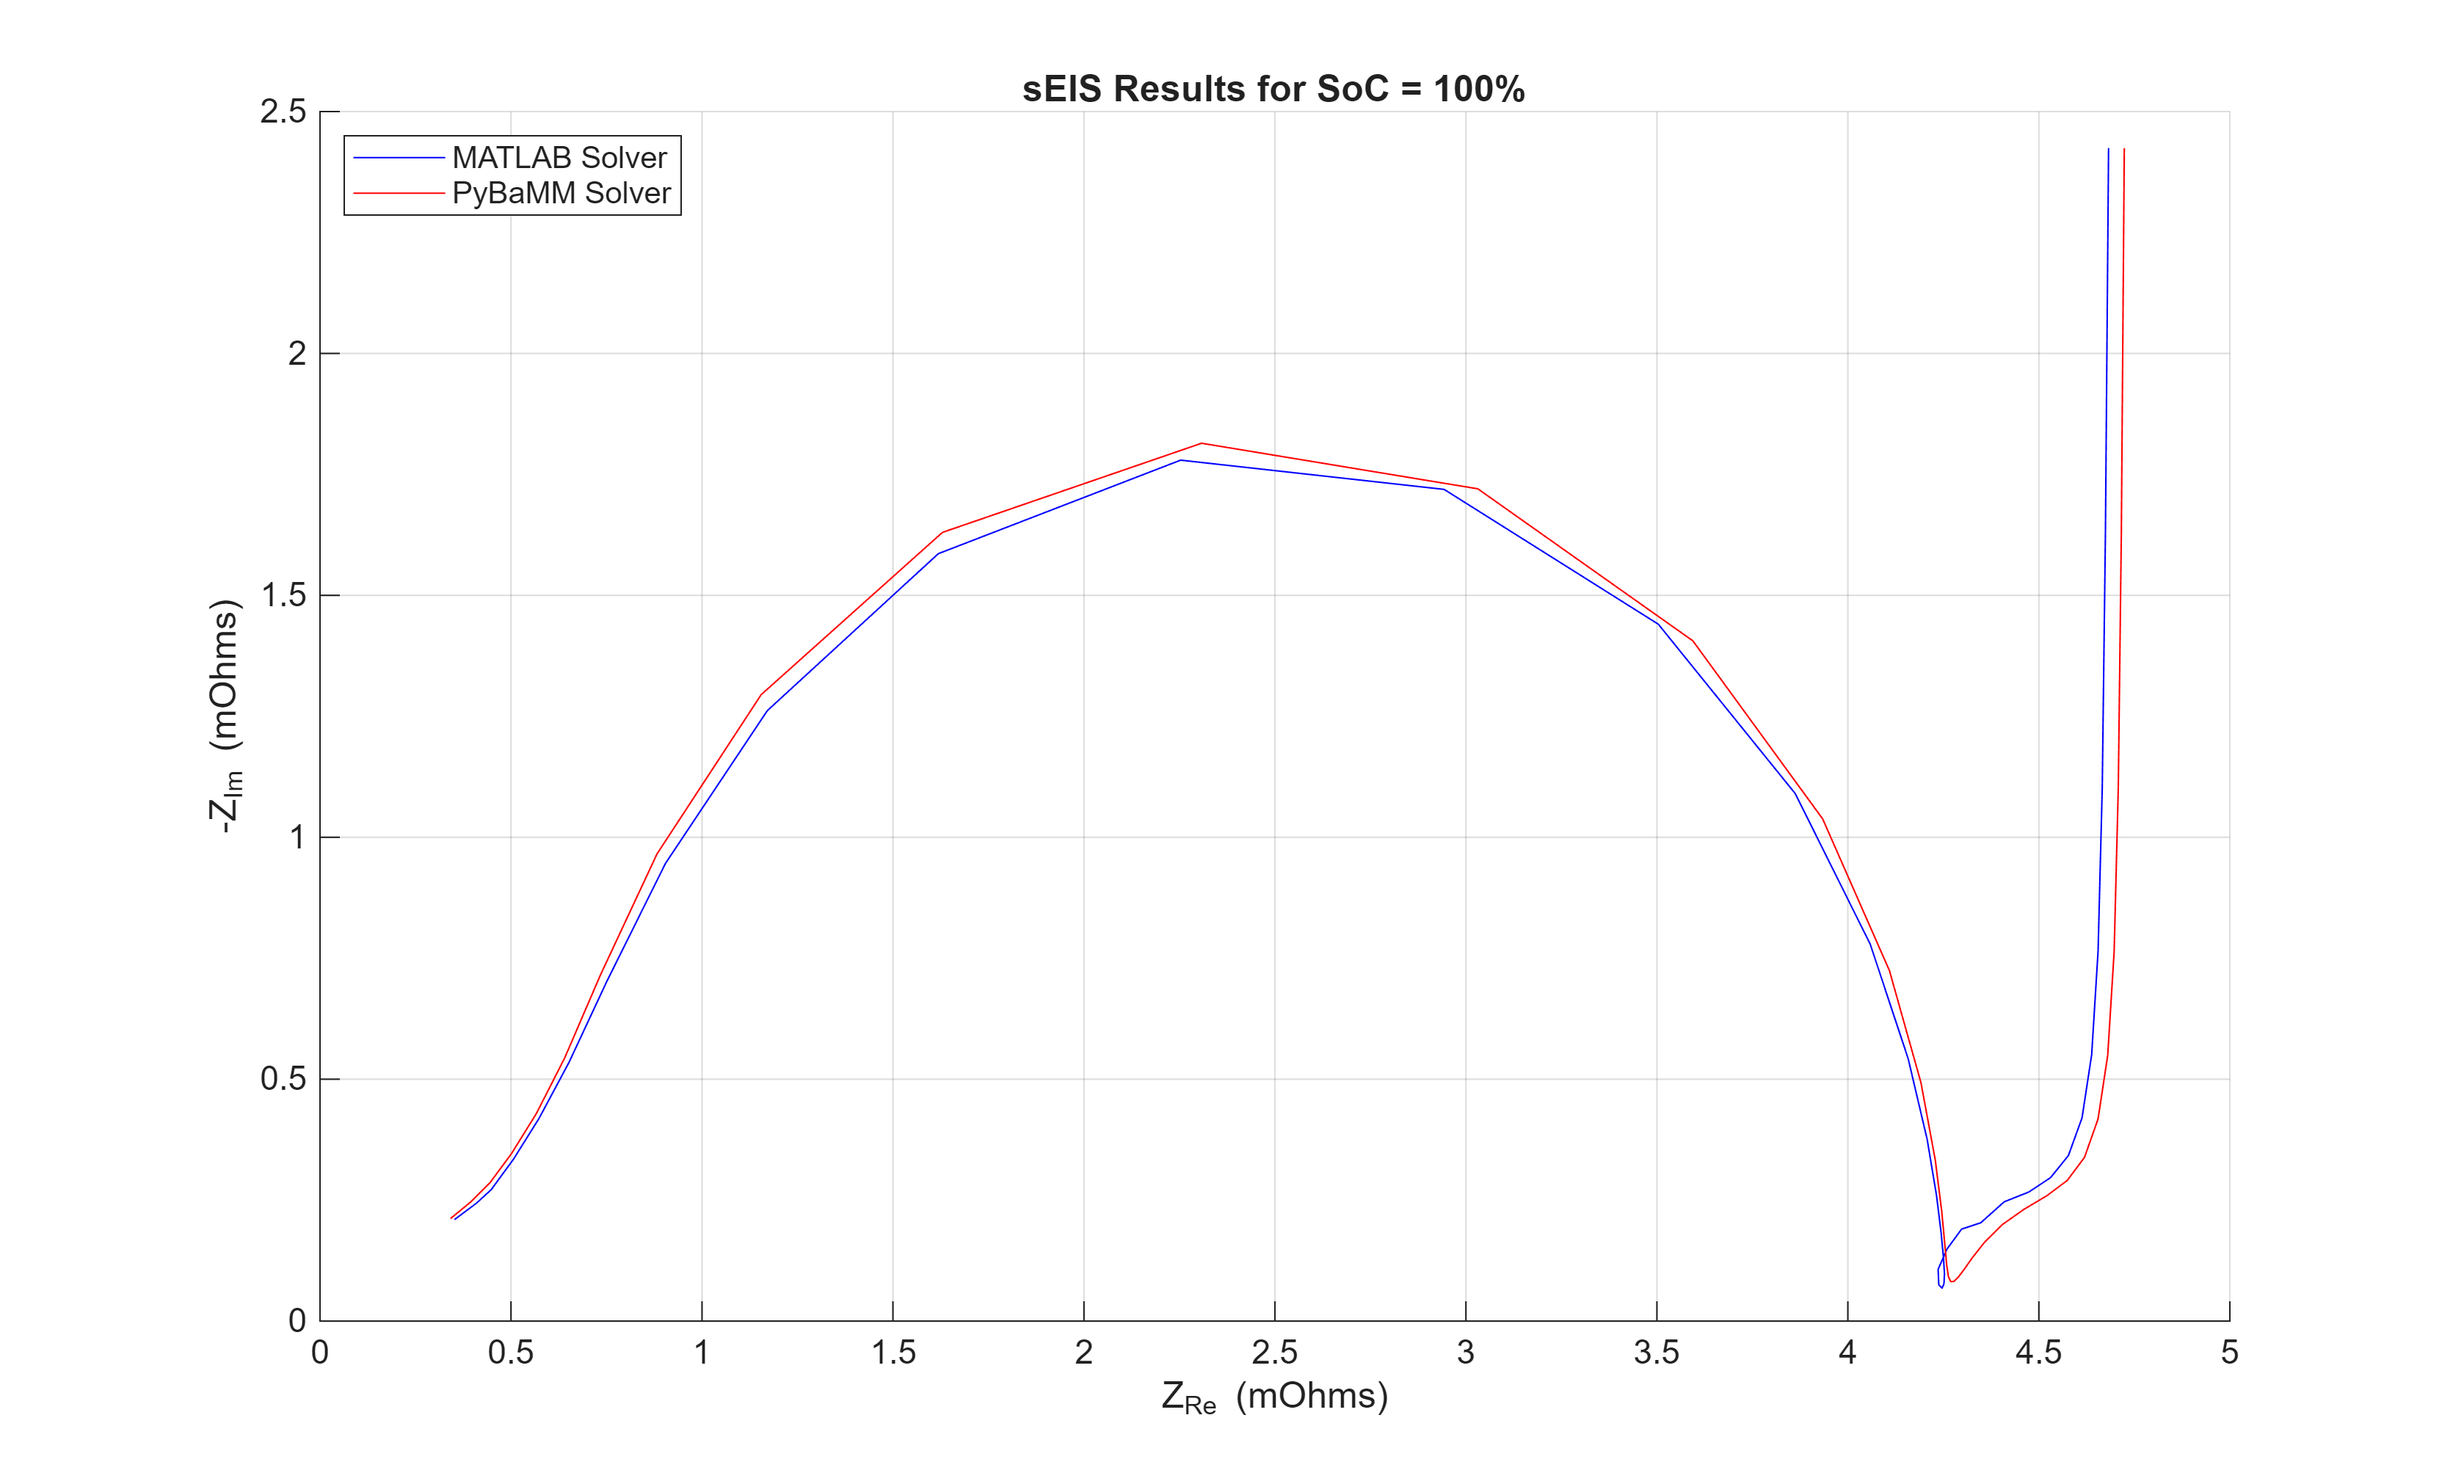 sEIS Results for SoC = 100%
MATLAB Solver
PyBaMM Solver
2.5
2
1.5
1
0.5
0
-Z_Im (mOhms)
0 0.5 1 1.5 2 2.5 3 3.5 4 4.5 5
Z_Re (mOhms)